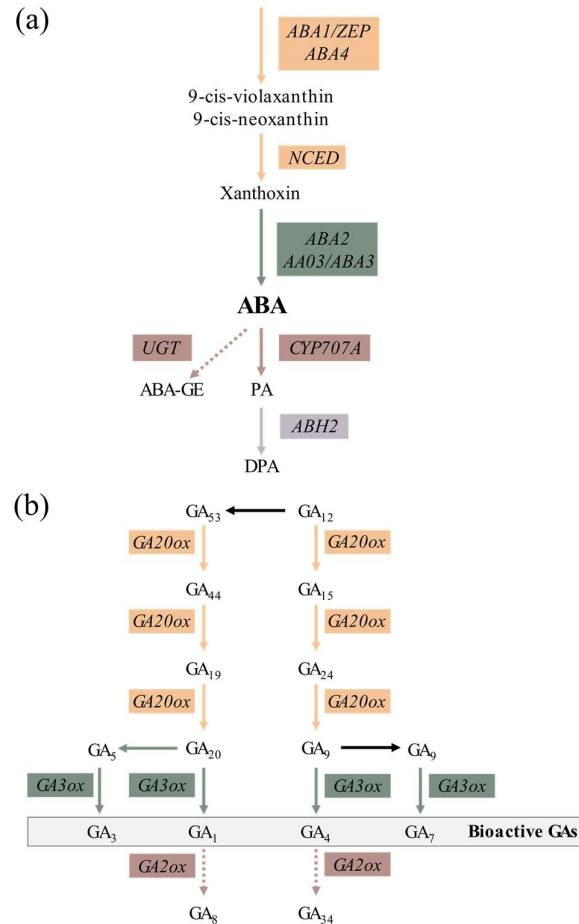 (a)
ABA1/ZEP
ABA4
9-cis-violaxanthin
9-cis-neoxanthin
NCED
Xanthoxin
ABA2
AA03/ABA3
ABA
UGT
CYP707A
ABA-GE
PA
ABH2
DPA
(b)
GA53
GA12
GA20ox
GA20ox
GA44
GA15
GA20ox
GA20ox
GA19
GA24
GA20ox
GA20ox
GA5
GA20
GA9
GA9
GA3ox
GA3ox
GA3ox
GA3ox
GA3
GA1
GA4
GA7
Bioactive GAs
GA2ox
GA2ox
GA8
GA34